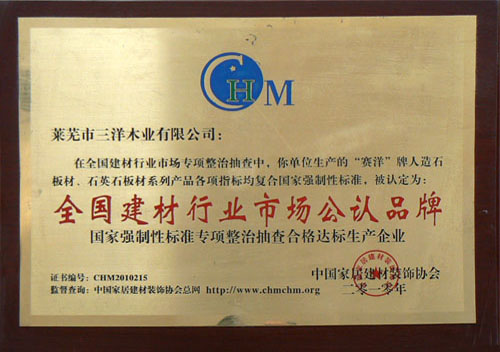 CHM
莱芜市三洋木业有限公司：
在全国建材行业市场专项整治抽查中，你单位生产的“赛洋”牌人造石
板材、石英石板材系列产品各项指标均复合国家强制性标准，被认定为：
全国建材行业市场公认品牌
国家强制性标准专项整治抽查合格达标生产企业
证书编号：CHM2010215
监督查询：中国家居建材装饰协会总网 http://www.chmchm.org
中国家居建材装饰协会
二零一零年